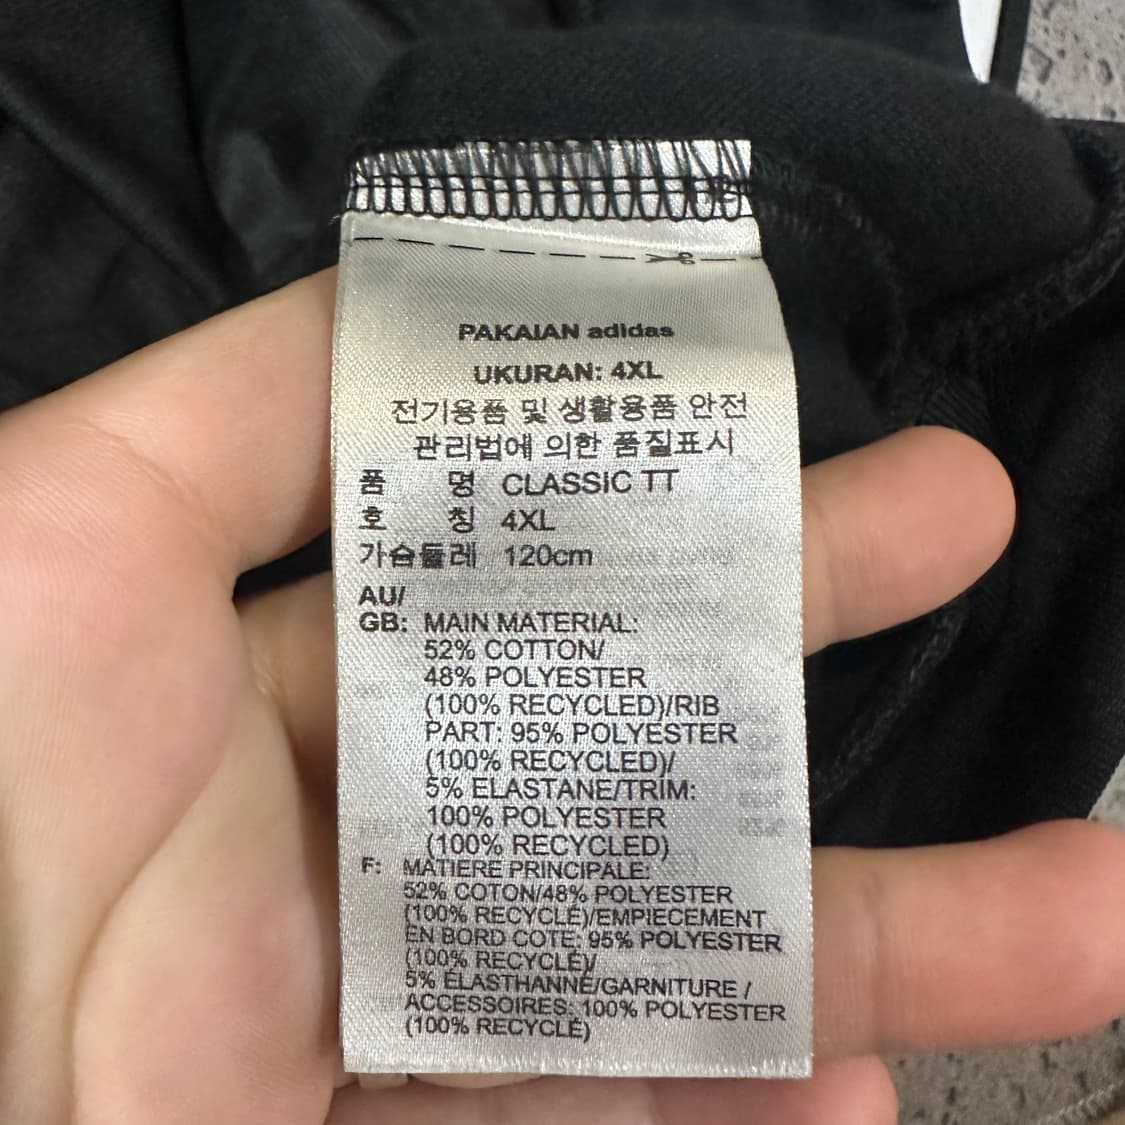 PAKAIAN adidas
UKURAN: 4XL
전기용품 및 생활용품 안전
관리법에 의한 품질표시
품 명 CLASSIC TT
호 칭 4XL
가슴둘레 120cm
AU/
GB: MAIN MATERIAL:
52% COTTON/
48% POLYESTER
(100% RECYCLED)/RIB
PART: 95% POLYESTER
(100% RECYCLED)/
5% ELASTANE/TRIM:
100% POLYESTER
(100% RECYCLED)
F: MATIERE PRINCIPALE:
52% COTON/48% POLYESTER
(100% RECYCLÉ)/EMPIECEMENT
EN BORD COTE: 95% POLYESTER
(100% RECYCLÉ)/
5% ÉLASTHANNE/GARNITURE /
ACCESSOIRES: 100% POLYESTER
(100% RECYCLÉ)